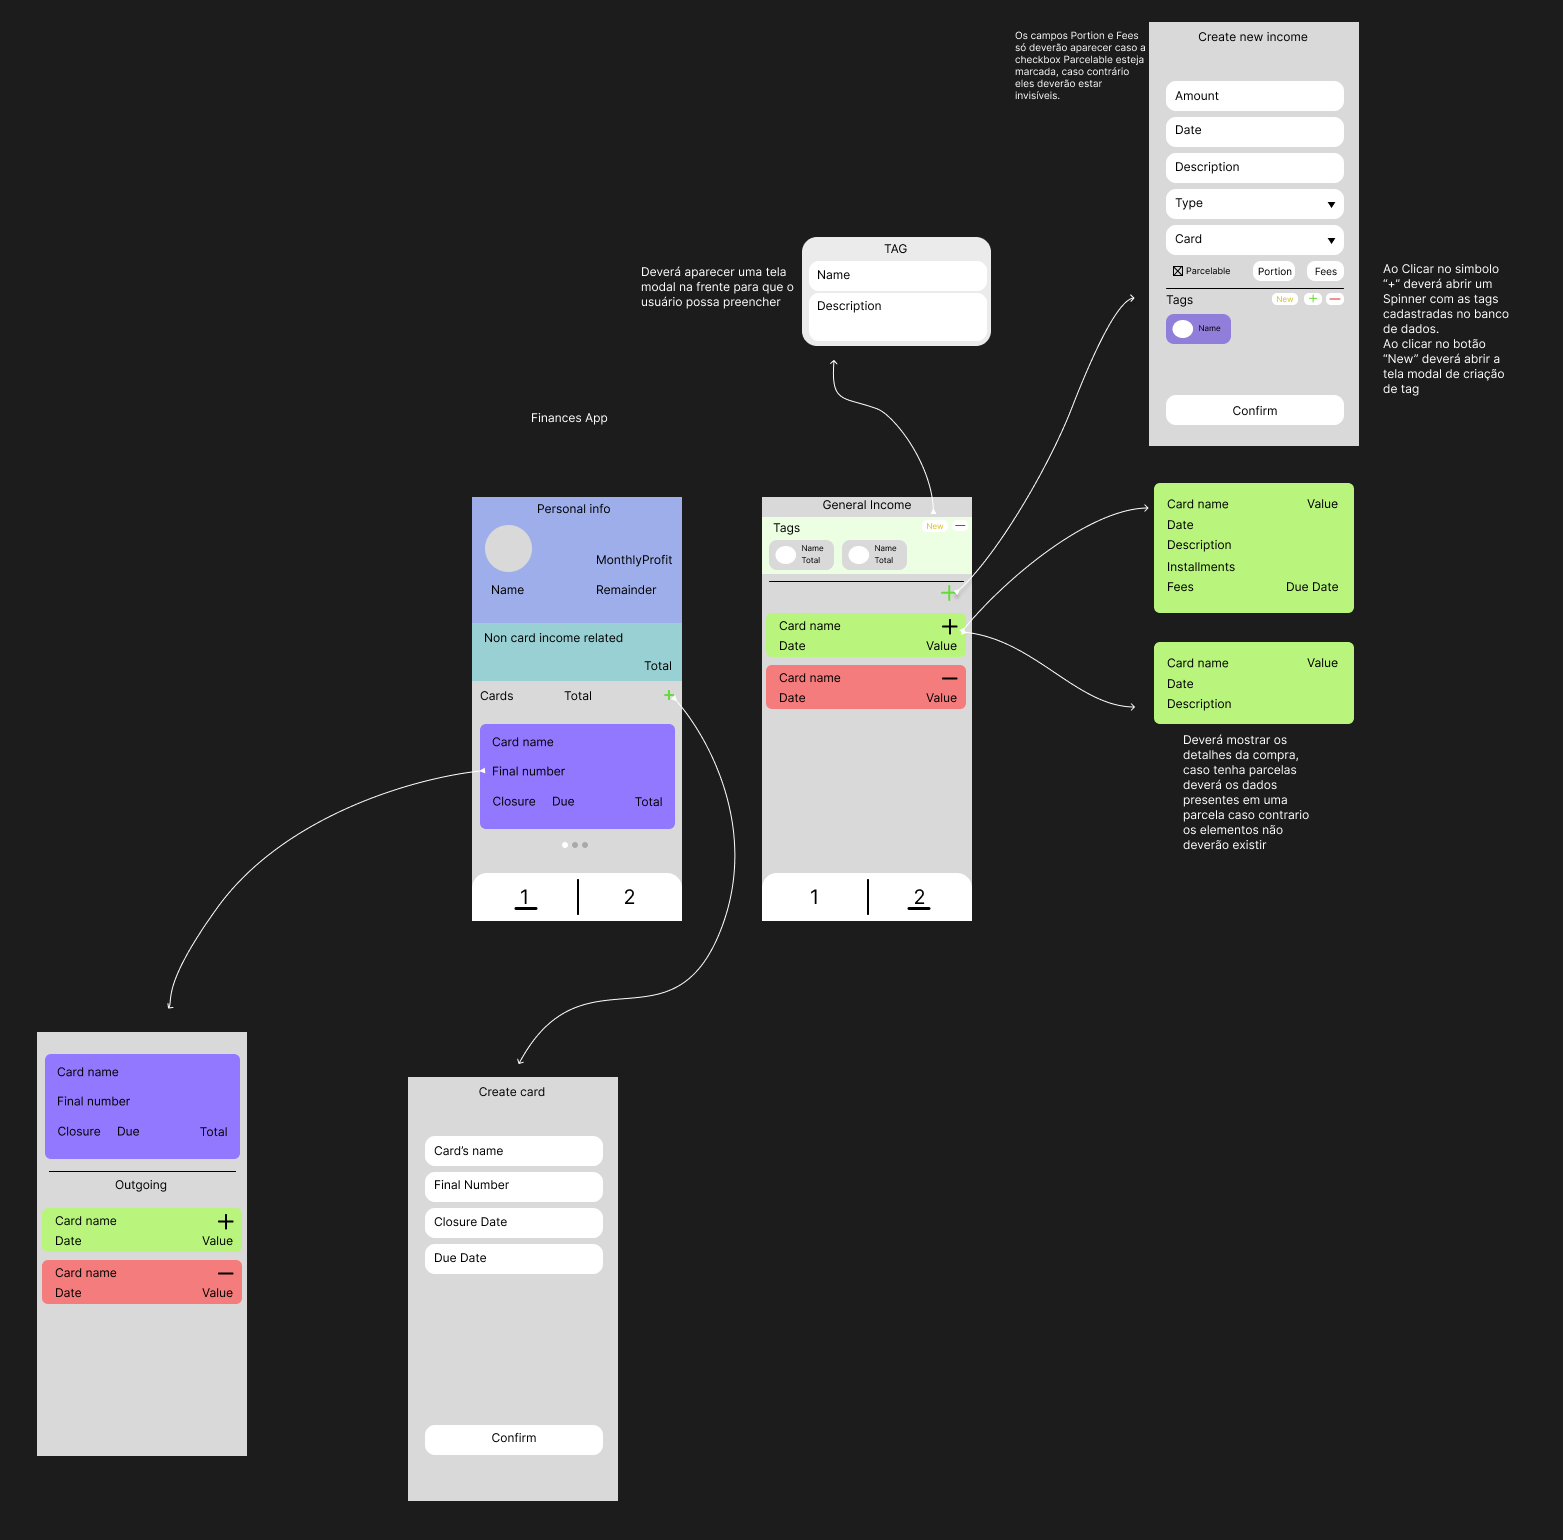 Os campos Portion e Fees
só deverão aparecer caso a
checkbox Parcelable esteja
marcada, caso contrário
eles deverão estar
invisíveis.
Create new income
Amount
Date
Description
Type
Card
Parcelable
Portion
Fees
Tags
New
+
—
Name
Confirm
Ao Clicar no simbolo
“+” deverá abrir um
Spinner com as tags
cadastradas no banco
de dados.
Ao clicar no botão
“New” deverá abrir a
tela modal de criação
de tag
Deverá aparecer uma tela
modal na frente para que o
usuário possa preencher
TAG
Name
Description
Finances App
Personal info
MonthlyProfit
Name
Remainder
Non card income related
Total
Cards
Total
+
Card name
Final number
Closure
Due
Total
1
2
General Income
Tags
New
—
Name
Total
Name
Total
+
Card name
+
Date
Value
Card name
—
Date
Value
1
2
Card name
Value
Date
Description
Installments
Fees
Due Date
Card name
Value
Date
Description
Deverá mostrar os
detalhes da compra,
caso tenha parcelas
deverá os dados
presentes em uma
parcela caso contrario
os elementos não
deverão existir
Card name
Final number
Closure
Due
Total
Outgoing
Card name
+
Date
Value
Card name
—
Date
Value
Create card
Card’s name
Final Number
Closure Date
Due Date
Confirm